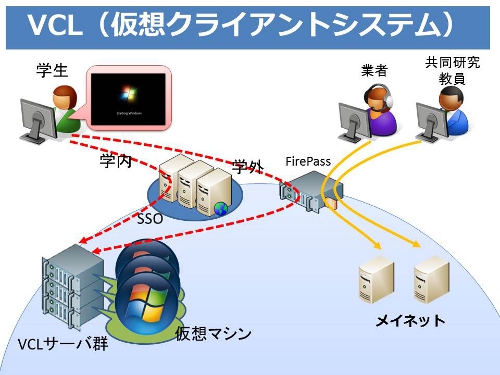 VCL（仮想クライアントシステム）
学生
業者
共同研究
教員
Starting Windows
学内
学外
FirePass
SSO
仮想マシン
メイネット
VCLサーバ群